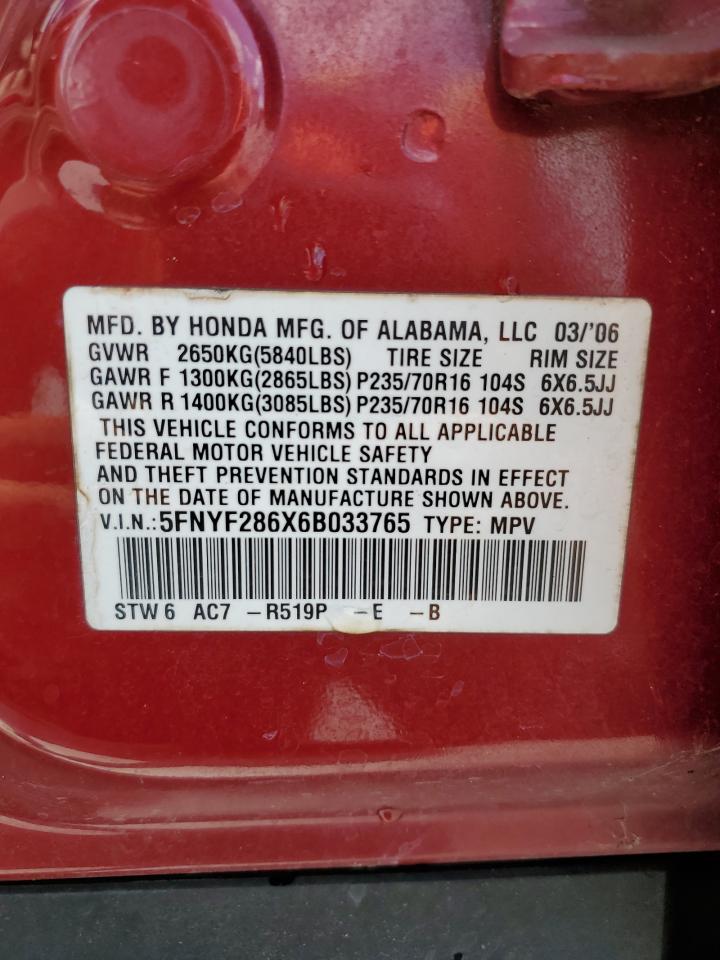 MFD. BY HONDA MFG. OF ALABAMA, LLC 03/'06
GVWR 2650KG(5840LBS) TIRE SIZE RIM SIZE
GAWR F 1300KG(2865LBS) P235/70R16 104S 6X6.5JJ
GAWR R 1400KG(3085LBS) P235/70R16 104S 6X6.5JJ
THIS VEHICLE CONFORMS TO ALL APPLICABLE
FEDERAL MOTOR VEHICLE SAFETY
AND THEFT PREVENTION STANDARDS IN EFFECT
ON THE DATE OF MANUFACTURE SHOWN ABOVE.
V.I.N.:5FNYF286X6B033765 TYPE: MPV
STW6 AC7 -R519P -E -B